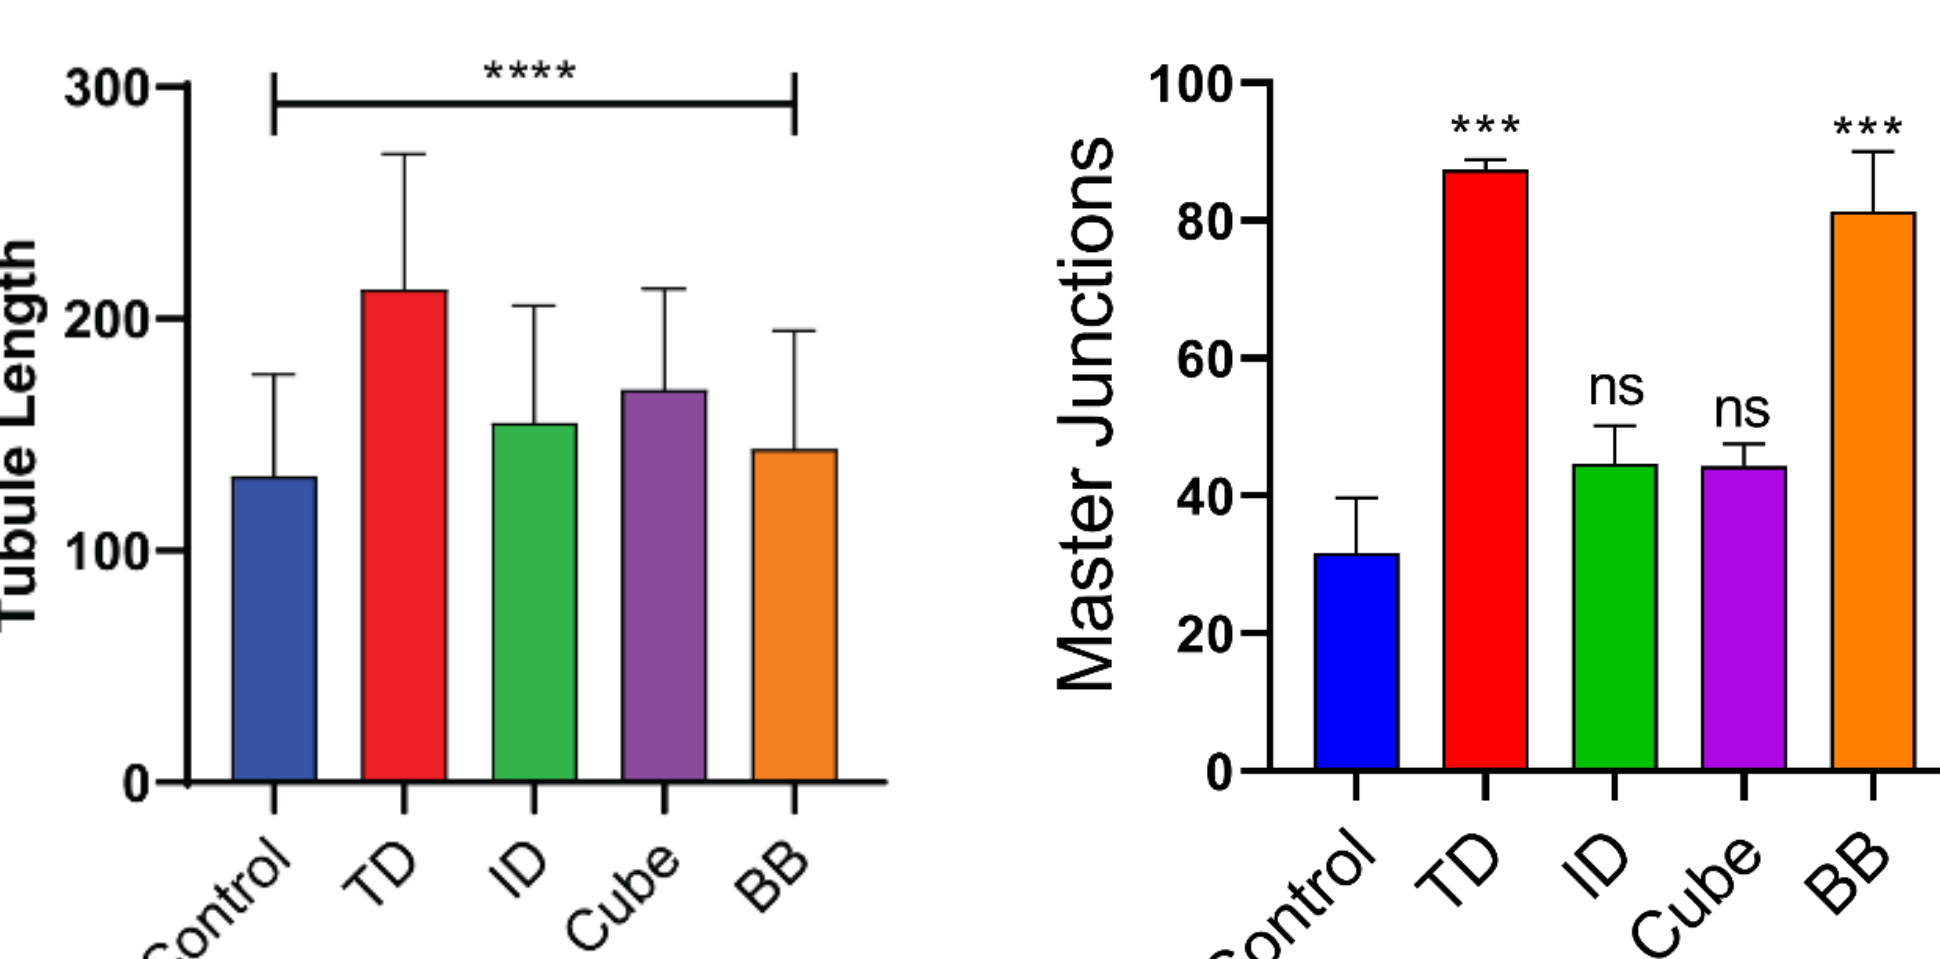 Tubule Length
300
200
100
0
****
Control
TD
ID
Cube
BB
Master Junctions
100
80
60
40
20
0
***
ns
ns
***
Control
TD
ID
Cube
BB